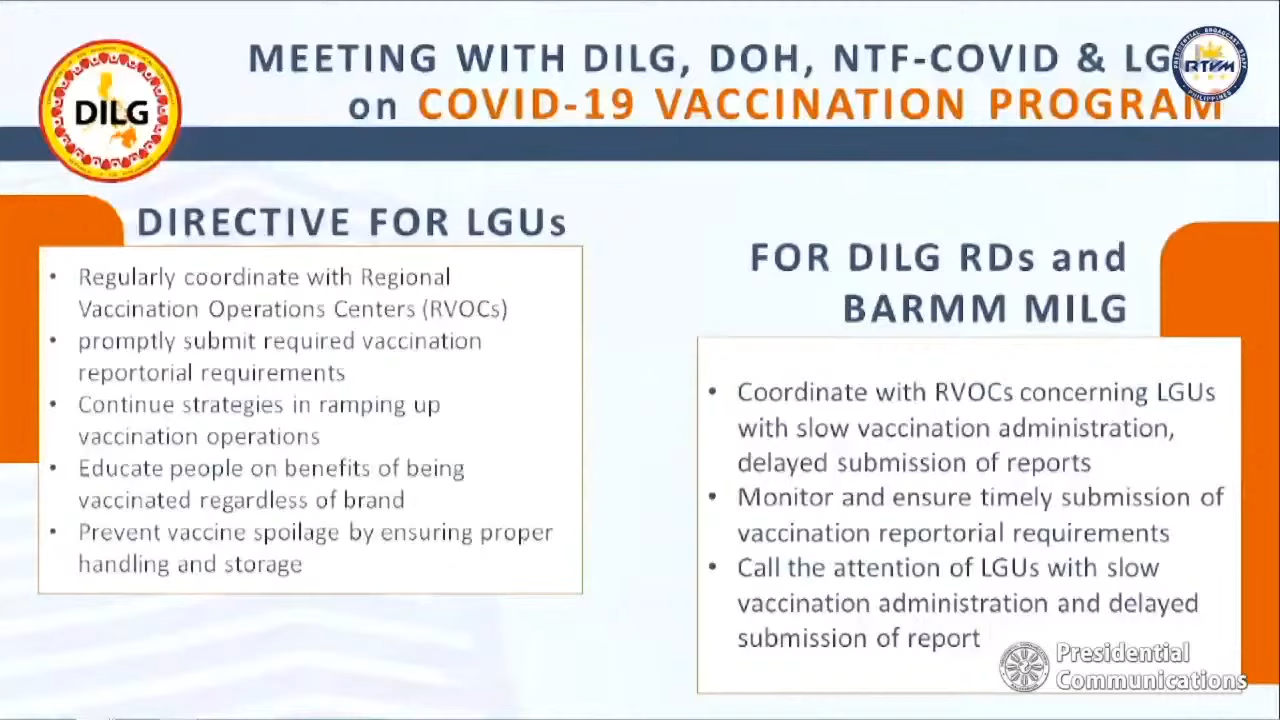 MEETING WITH DILG, DOH, NTF-COVID & LG
on COVID-19 VACCINATION PROGRAM
DILG
RTVM
PRESIDENTIAL BROADCAST STAFF
PHILIPPINES
DIRECTIVE FOR LGUs
• Regularly coordinate with Regional
Vaccination Operations Centers (RVOCs)
• promptly submit required vaccination
reportorial requirements
• Continue strategies in ramping up
vaccination operations
• Educate people on benefits of being
vaccinated regardless of brand
• Prevent vaccine spoilage by ensuring proper
handling and storage
FOR DILG RDs and
BARMM MILG
• Coordinate with RVOCs concerning LGUs
with slow vaccination administration,
delayed submission of reports
• Monitor and ensure timely submission of
vaccination reportorial requirements
• Call the attention of LGUs with slow
vaccination administration and delayed
submission of report
Presidential
Communications